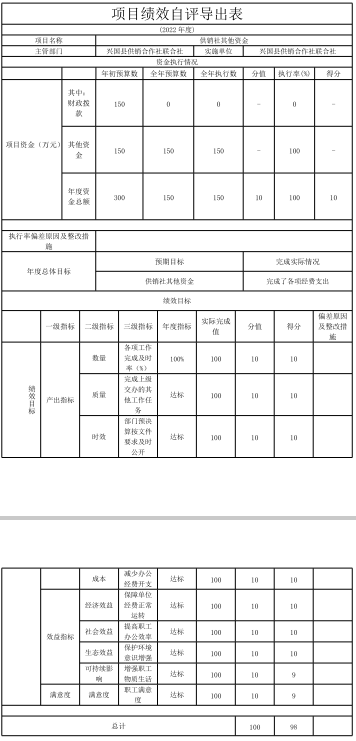 项目绩效自评导出表
(2022 年度)
项目名称 供销社其他资金
主管部门 兴国县供销合作社联合社 实施单位 兴国县供销合作社联合社
资金执行情况
项目资金（万元） 年初预算数 全年预算数 全年执行数 分值 执行率(%) 得分
其中：财政拨款 150 0 0 - 0 -
其他资金 150 150 150 - 100 -
年度资金总额 300 150 150 10 100 10
执行率偏差原因及整改措施
年度总体目标 预期目标 完成实际情况
供销社其他资金 完成了各项经费支出
绩效目标
一级指标 二级指标 三级指标 年度指标 实际完成值 分值 得分 偏差原因及整改措施
绩效目标 产出指标 数量 各项工作完成及时率（%） 100% 100 10 10
质量 完成上级交办的其他工作任务 达标 100 10 10
时效 部门预决算按文件要求及时公开 达标 100 10 10
成本 减少办公经费开支 达标 100 10 10
效益指标 经济效益 保障单位经费正常运转 达标 100 10 10
社会效益 提高职工办公效率 达标 100 10 10
生态效益 保护环境意识增强 达标 100 10 10
可持续影响 增强职工物质生活 达标 100 10 9
满意度 满意度 职工满意度 达标 100 10 9
总计 100 98